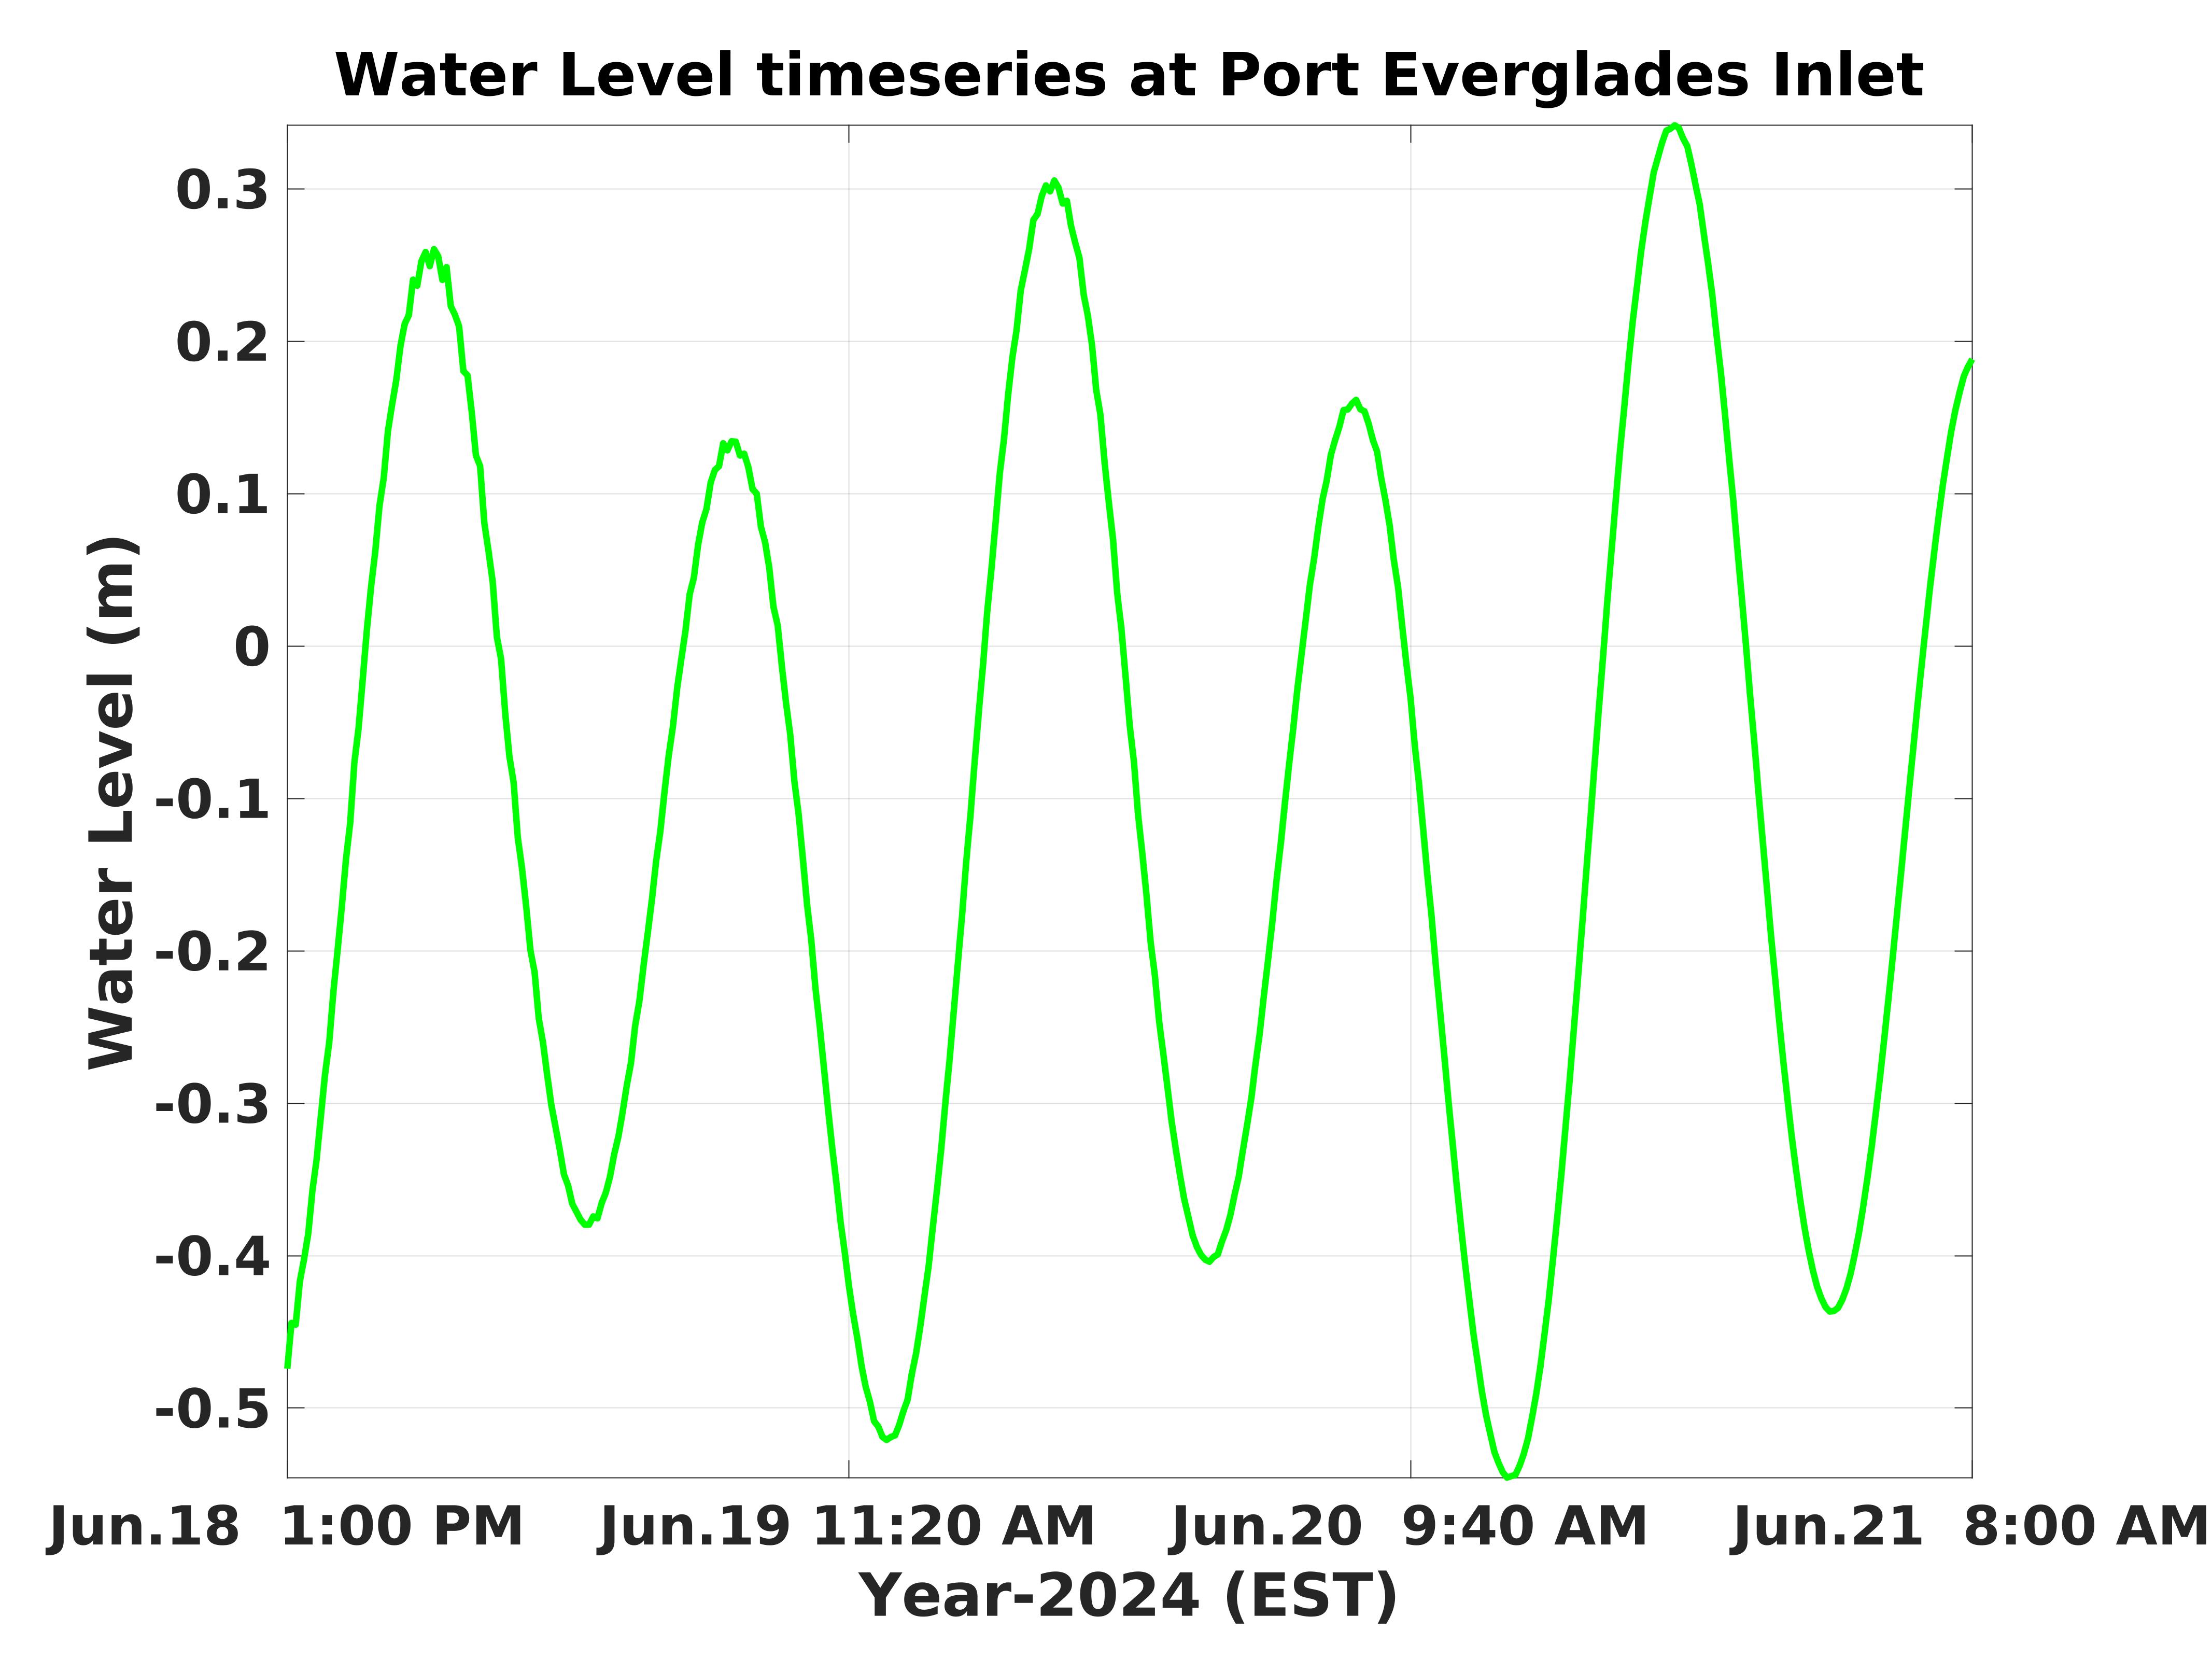 Water Level timeseries at Port Everglades Inlet
0.3
0.2
0.1
0
-0.1
-0.2
-0.3
-0.4
-0.5
Water Level (m)
Jun.18 1:00 PM Jun.19 11:20 AM Jun.20 9:40 AM Jun.21 8:00 AM
Year-2024 (EST)